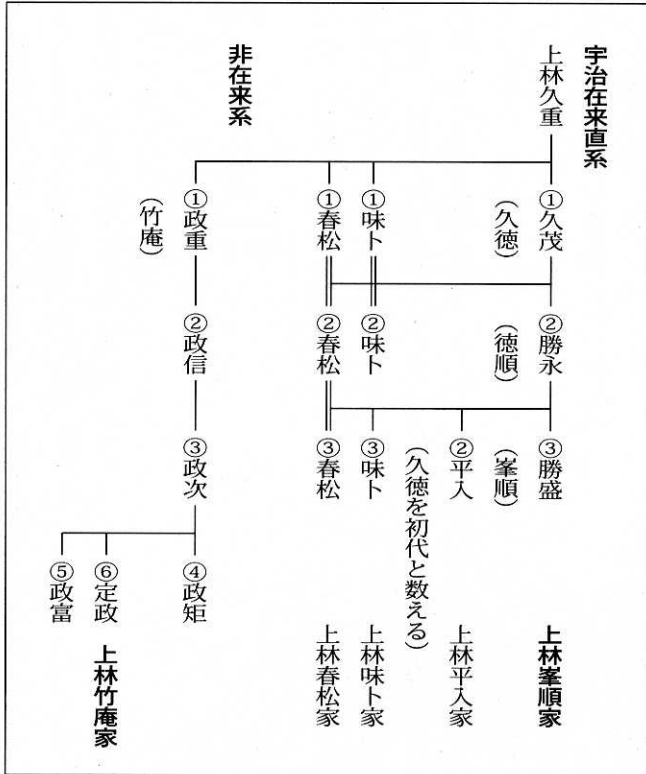 宇治在来直系
上林久重
①久茂
(久徳)
②勝永
(徳順)
③勝盛
(峯順)
上林峯順家
②平入
(久徳を初代と数える)
上林平入家
①味ト
②味ト
③味ト
上林味ト家
①春松
②春松
③春松
上林春松家
非在来系
①政重
(竹庵)
②政信
③政次
④政矩
⑥定政
⑤政富
上林竹庵家